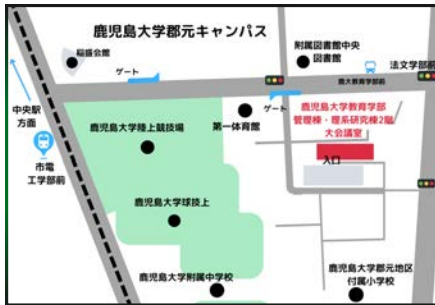 鹿児島大学郡元キャンパス
稲盛会館
附属図書館中央
図書館
法文学部前
ゲート
鹿大教育学部前
中央駅
方面
ゲート
鹿児島大学教育学部
管理棟・理系研究棟2階
大会議室
第一体育館
鹿児島大学陸上競技場
入口
市電
工学部前
鹿児島大学球技上
鹿児島大学附属中学校
鹿児島大学郡元地区
付属小学校